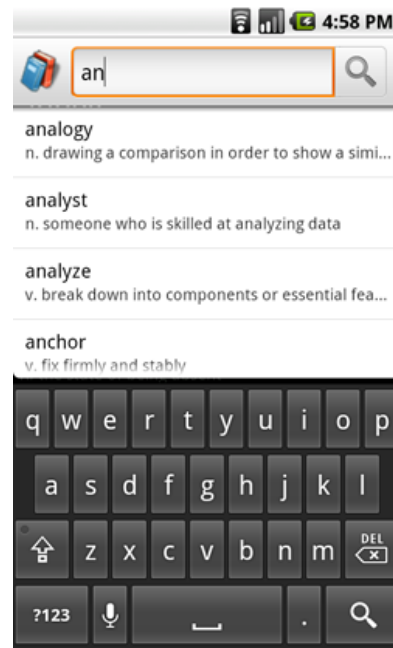 4:58 PM
an
analogy
n. drawing a comparison in order to show a simi...
analyst
n. someone who is skilled at analyzing data
analyze
v. break down into components or essential fea...
anchor
v. fix firmly and stably
q w e r t y u i o p
a s d f g h j k l
z x c v b n m DEL
?123 .